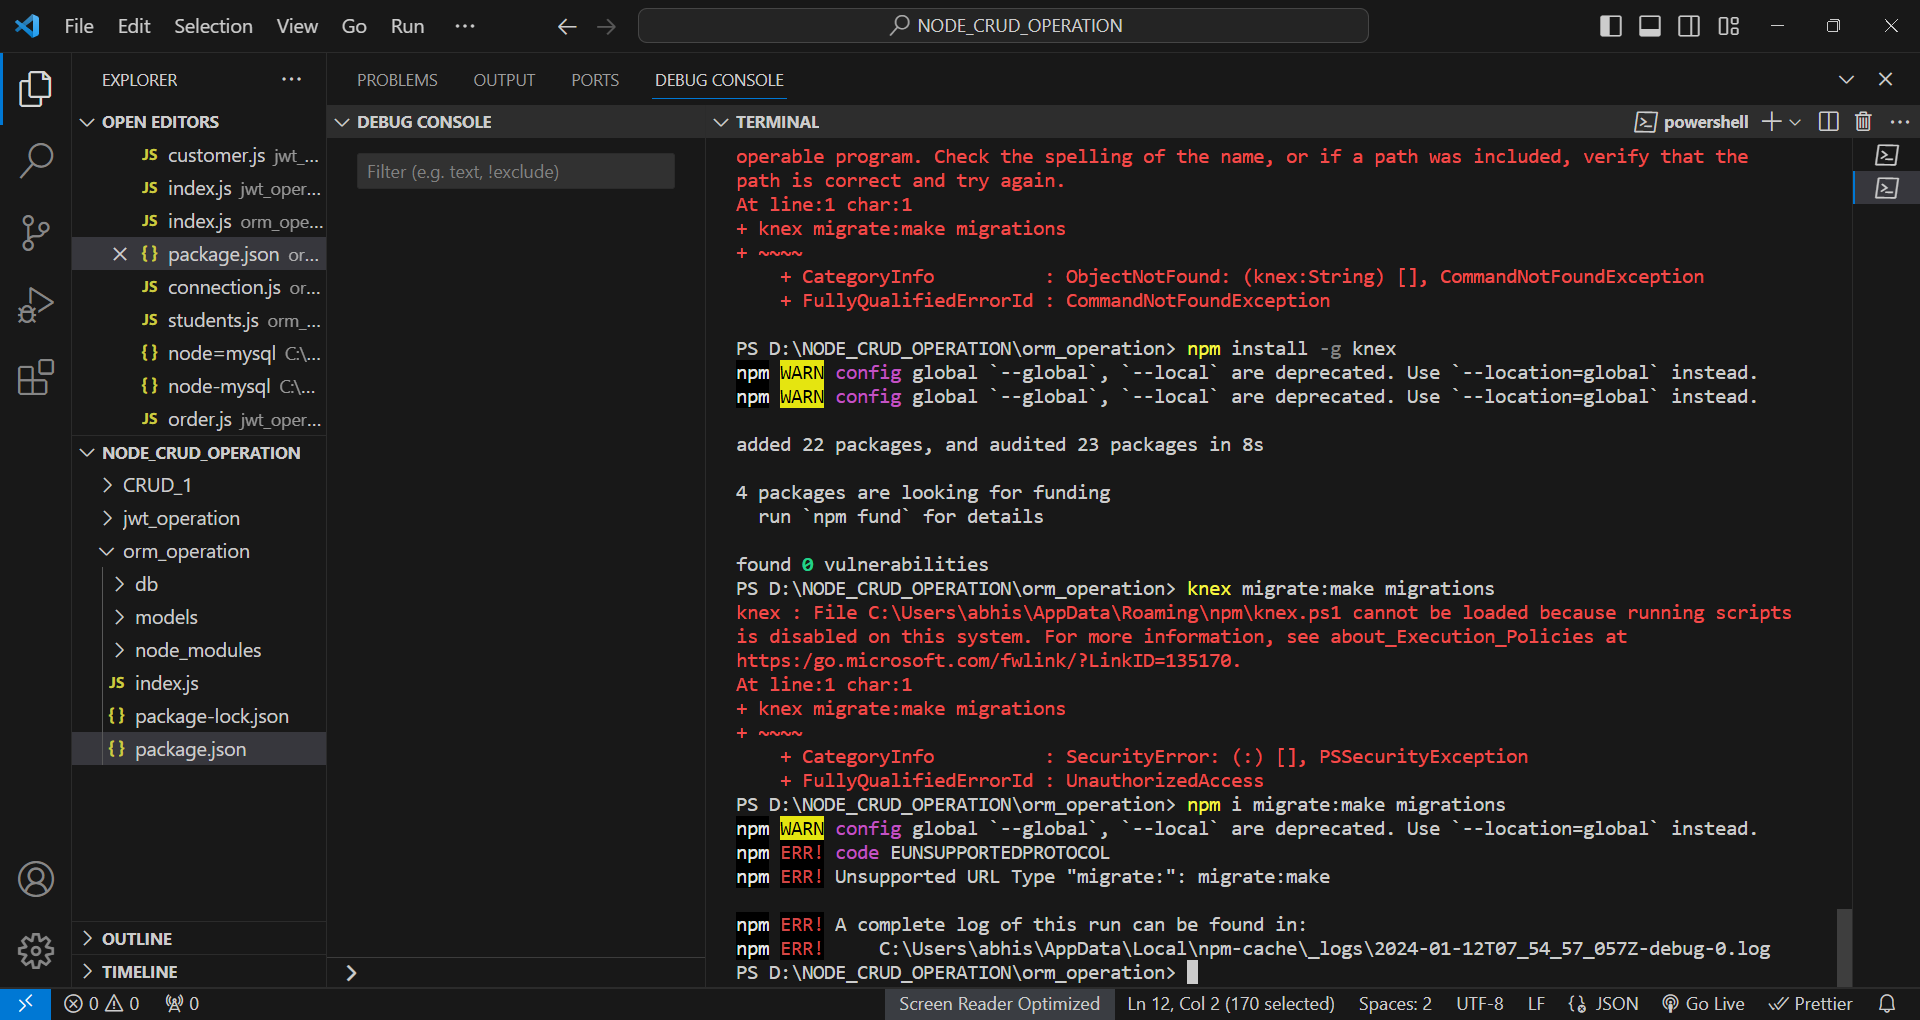 File Edit Selection View Go Run ···
NODE_CRUD_OPERATION
EXPLORER ···
OPEN EDITORS
JS customer.js jwt_...
JS index.js jwt_oper...
JS index.js orm_ope...
{} package.json or...
JS connection.js or...
JS students.js orm_...
{} node=mysql C:\...
{} node-mysql C:\...
JS order.js jwt_oper...
NODE_CRUD_OPERATION
CRUD_1
jwt_operation
orm_operation
db
models
node_modules
JS index.js
{} package-lock.json
{} package.json
OUTLINE
TIMELINE
PROBLEMS OUTPUT PORTS DEBUG CONSOLE
DEBUG CONSOLE
Filter (e.g. text, !exclude)
TERMINAL
powershell
operable program. Check the spelling of the name, or if a path was included, verify that the
path is correct and try again.
At line:1 char:1
+ knex migrate:make migrations
+ ~~~~
    + CategoryInfo          : ObjectNotFound: (knex:String) [], CommandNotFoundException
    + FullyQualifiedErrorId : CommandNotFoundException
PS D:\NODE_CRUD_OPERATION\orm_operation> npm install -g knex
npm WARN config global `--global`, `--local` are deprecated. Use `--location=global` instead.
npm WARN config global `--global`, `--local` are deprecated. Use `--location=global` instead.
added 22 packages, and audited 23 packages in 8s
4 packages are looking for funding
  run `npm fund` for details
found 0 vulnerabilities
PS D:\NODE_CRUD_OPERATION\orm_operation> knex migrate:make migrations
knex : File C:\Users\abhis\AppData\Roaming\npm\knex.ps1 cannot be loaded because running scripts
is disabled on this system. For more information, see about_Execution_Policies at
https:/go.microsoft.com/fwlink/?LinkID=135170.
At line:1 char:1
+ knex migrate:make migrations
+ ~~~~
    + CategoryInfo          : SecurityError: (:) [], PSSecurityException
    + FullyQualifiedErrorId : UnauthorizedAccess
PS D:\NODE_CRUD_OPERATION\orm_operation> npm i migrate:make migrations
npm WARN config global `--global`, `--local` are deprecated. Use `--location=global` instead.
npm ERR! code EUNSUPPORTEDPROTOCOL
npm ERR! Unsupported URL Type "migrate:": migrate:make
npm ERR! A complete log of this run can be found in:
npm ERR!     C:\Users\abhis\AppData\Local\npm-cache\_logs\2024-01-12T07_54_57_057Z-debug-0.log
PS D:\NODE_CRUD_OPERATION\orm_operation>
0 0 0 Screen Reader Optimized Ln 12, Col 2 (170 selected) Spaces: 2 UTF-8 LF {} JSON Go Live Prettier